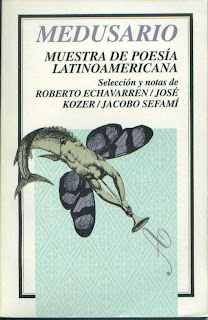 MEDUSARIO
MUESTRA DE POESÍA
LATINOAMERICANA
Selección y notas de
ROBERTO ECHAVARREN/JOSÉ
KOZER/JACOBO SEFAMÍ